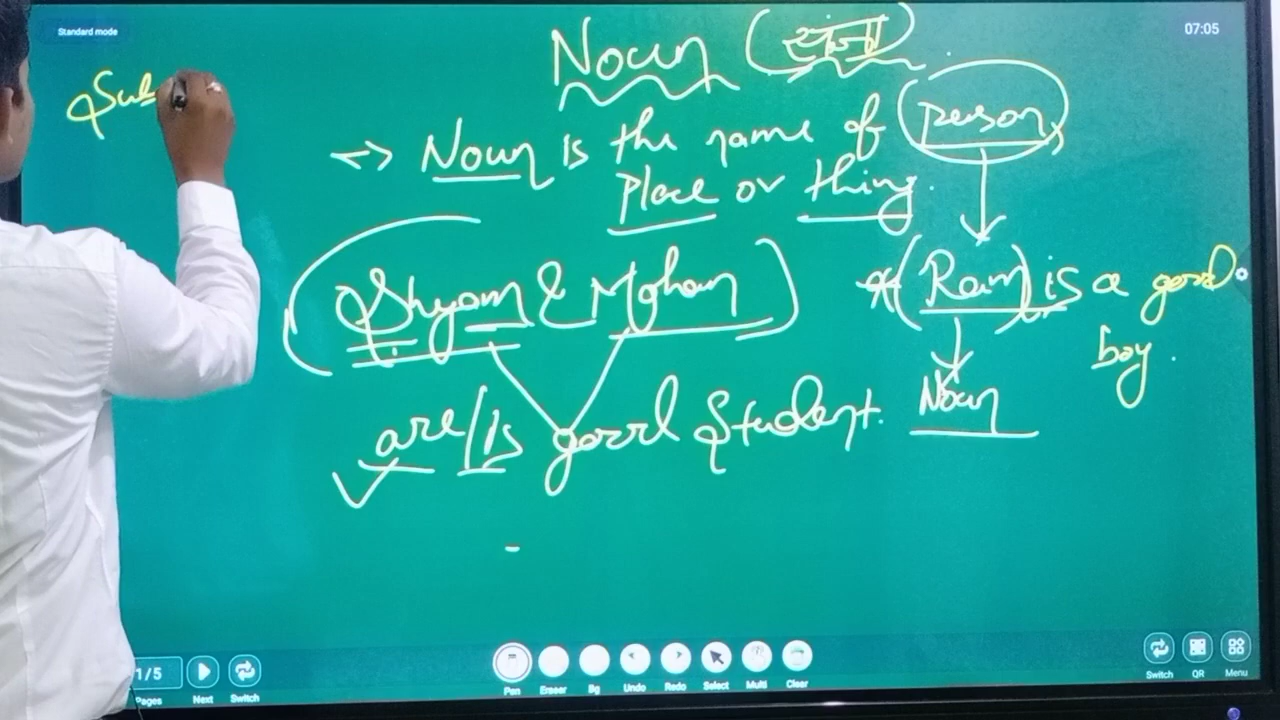 Standard mode
07:05
Noun (संज्ञा)
Sub
<-> Noun is the name of person,
place or thing.
(Shyam & Mohan)
(Ram) is a good
boy.
are/is good student.
Noun
1/5
Pages
Next
Switch
Pen
Eraser
Bg
Undo
Redo
Select
Multi
Clear
Switch
QR
Menu